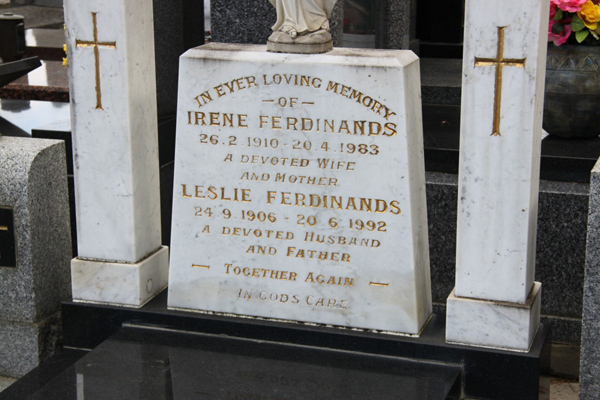 IN EVER LOVING MEMORY
– OF –
IRENE FERDINANDS
26·2·1910 - 20·4·1983
A DEVOTED WIFE
AND MOTHER
LESLIE FERDINANDS
24·9·1906 - 20·6·1992
A DEVOTED HUSBAND
AND FATHER
– TOGETHER AGAIN –
IN GODS CARE